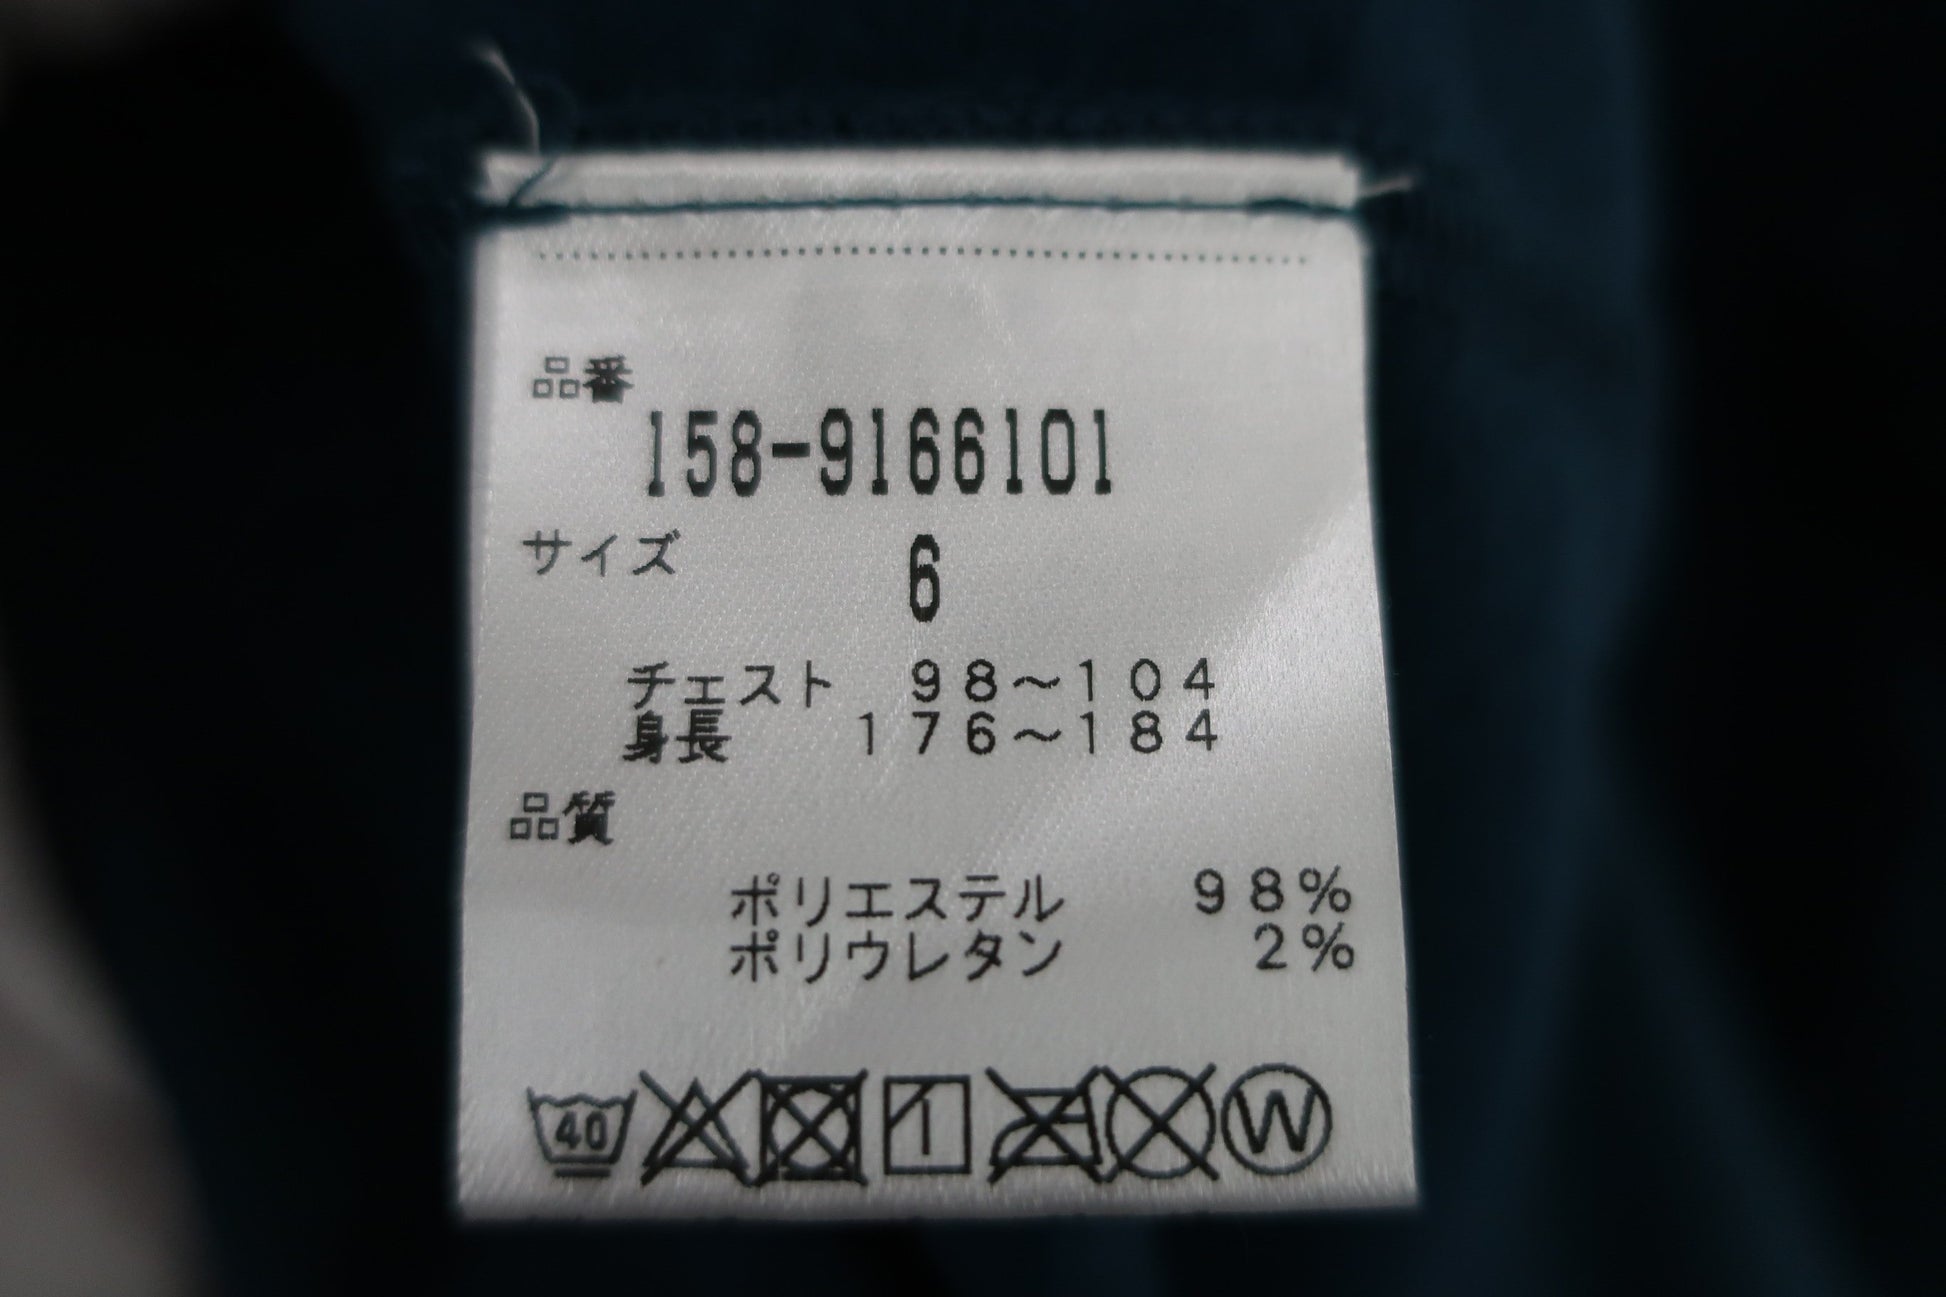 品番
158-9166101
サイズ 6
チェスト 98～104
身長 176～184
品質
ポリエステル 98%
ポリウレタン 2%
40 W